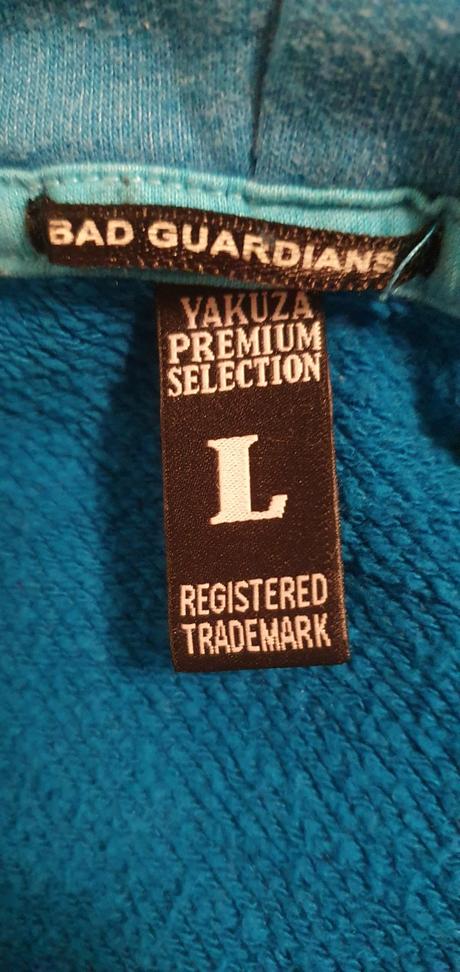 BAD GUARDIANS
YAKUZA
PREMIUM
SELECTION
L
REGISTERED
TRADEMARK